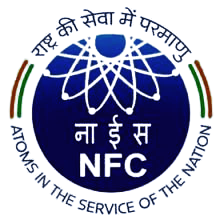 राष्ट्र की सेवा में परमाणु
ना ई स
NFC
ATOMS IN THE SERVICE OF THE NATION